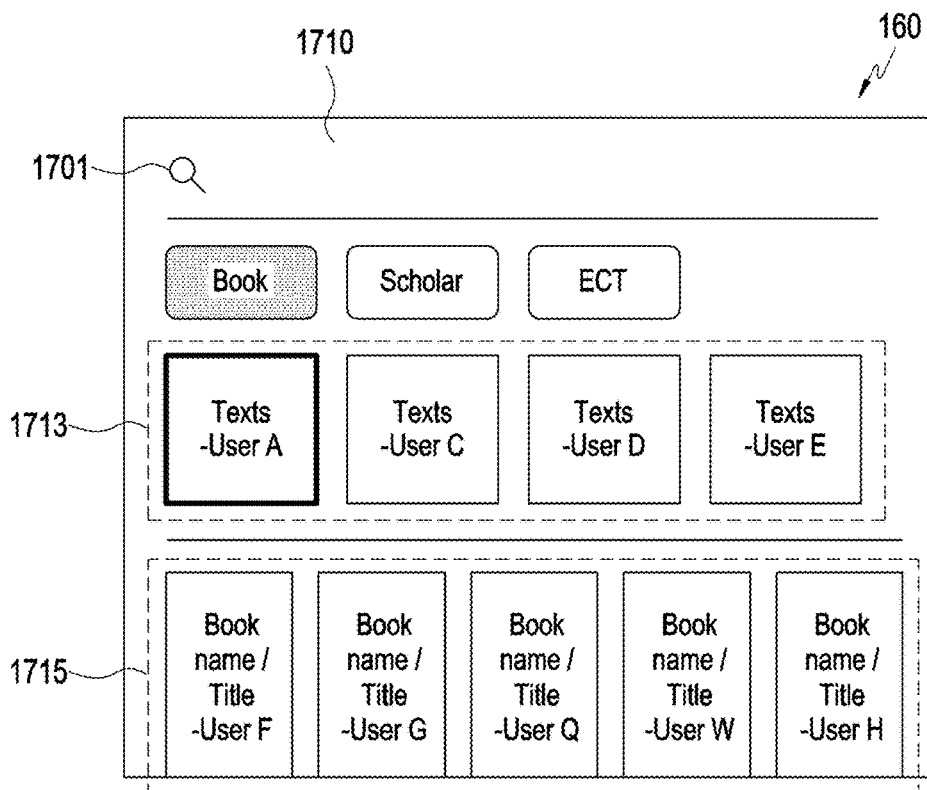 160
1710
1701
Book
Scholar
ECT
1713
Texts
-User A
Texts
-User C
Texts
-User D
Texts
-User E
1715
Book
name /
Title
-User F
Book
name /
Title
-User G
Book
name /
Title
-User Q
Book
name /
Title
-User W
Book
name /
Title
-User H